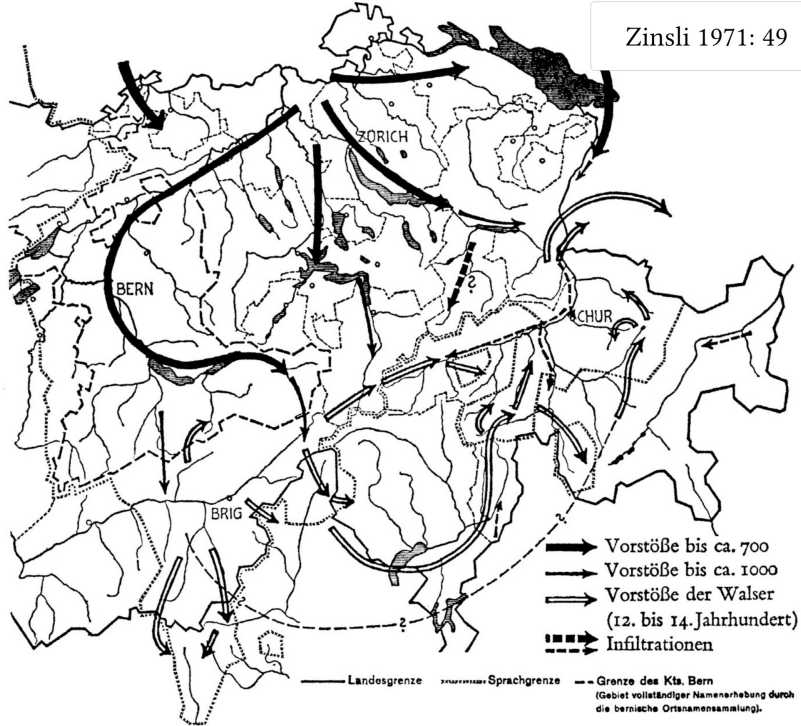 Zinsli 1971: 49
ZÜRICH
BERN
?
CHUR
BRIG
?
?
Vorstöße bis ca. 700
Vorstöße bis ca. 1000
Vorstöße der Walser
(12. bis 14. Jahrhundert)
Infiltrationen
Landesgrenze
Sprachgrenze
Grenze des Kts. Bern
(Gebiet vollständiger Namenerhebung durch
die bernische Ortsnamensammlung).